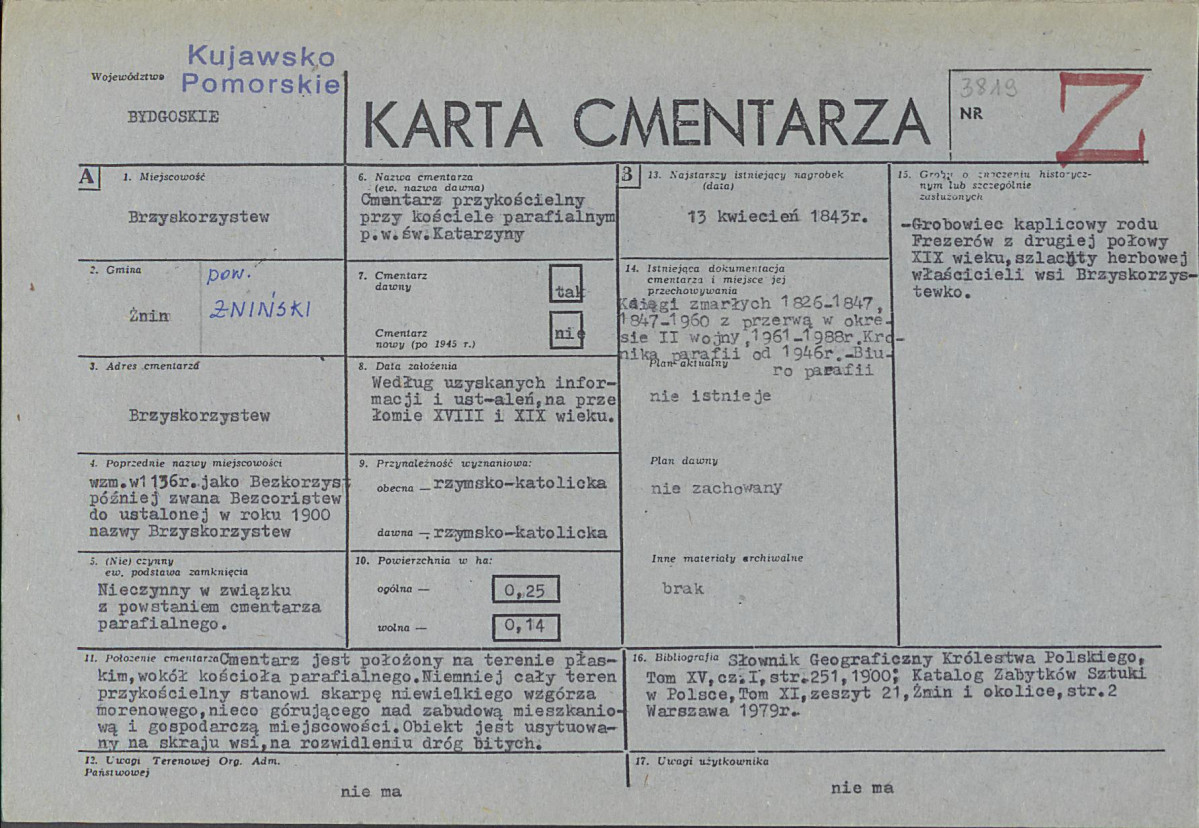 Kujawsko
Województwo Pomorskie
BYDGOSKIE
KARTA CMENTARZA
3819
NR
Z
A
1. Miejscowość
Brzyskorzystew
2. Gmina
pow.
Żnin
ŻNIŃSKI
3. Adres cmentarza
Brzyskorzystew
4. Poprzednie nazwy miejscowości
wzm.w1136r.jako Bezkorzys
później zwana Bezcoristew
do ustalonej w roku 1900
nazwy Brzyskorzystew
5. (Nie) czynny
ew. podstawa zamknięcia
Nieczynny w związku
z powstaniem cmentarza
parafialnego.
6. Nazwa cmentarza
(ew. nazwa dawna)
Cmentarz przykościelny
przy kościele parafialnym
p.w.św.Katarzyny
7. Cmentarz
dawny
tak
Cmentarz
nowy (po 1945 r.)
nie
8. Data założenia
Według uzyskanych infor-
macji i ust-aleń,na prze
łomie XVIII i XIX wieku.
9. Przynależność wyznaniowa:
obecna —rzymsko-katolicka
dawna —rzymsko-katolicka
10. Powierzchnia w ha:
ogólna — 0,25
wolna — 0,14
B
13. Najstarszy istniejący nagrobek
(data)
13 kwiecień 1843r.
14. Istniejąca dokumentacja
cmentarza i miejsce jej
przechowywania
Księgi zmarłych 1826-1847,
1847-1960 z przerwą w okre-
sie II wojny,1961-1988r.Kro-
nika parafii od 1946r.-Biu-
Plan aktualny
ro parafii
nie istnieje
Plan dawny
nie zachowany
Inne materiały archiwalne
brak
15. Groby o znaczeniu historycz-
nym lub szczególnie
zasłużonych
-Grobowiec kaplicowy rodu
Frezerów z drugiej połowy
XIX wieku,szlachty herbowej
właścicieli wsi Brzyskorzys-
tewko.
11. Położenie cmentarza Cmentarz jest położony na terenie płas-
kim,wokół kościoła parafialnego.Niemniej cały teren
przykościelny stanowi skarpę niewielkiego wzgórza
morenowego,nieco górującego nad zabudową mieszkanio-
wą i gospodarczą miejscowości.Obiekt jest usytuowa-
ny na skraju wsi,na rozwidleniu dróg bitych.
12. Uwagi Terenowej Org. Adm.
Państwowej
nie ma
16. Bibliografia Słownik Geograficzny Królestwa Polskiego,
Tom XV,cz.I,str.251,1900; Katalog Zabytków Sztuki
w Polsce,Tom XI,zeszyt 21,Żnin i okolice,str.2
Warszawa 1979r.
17. Uwagi użytkownika
nie ma